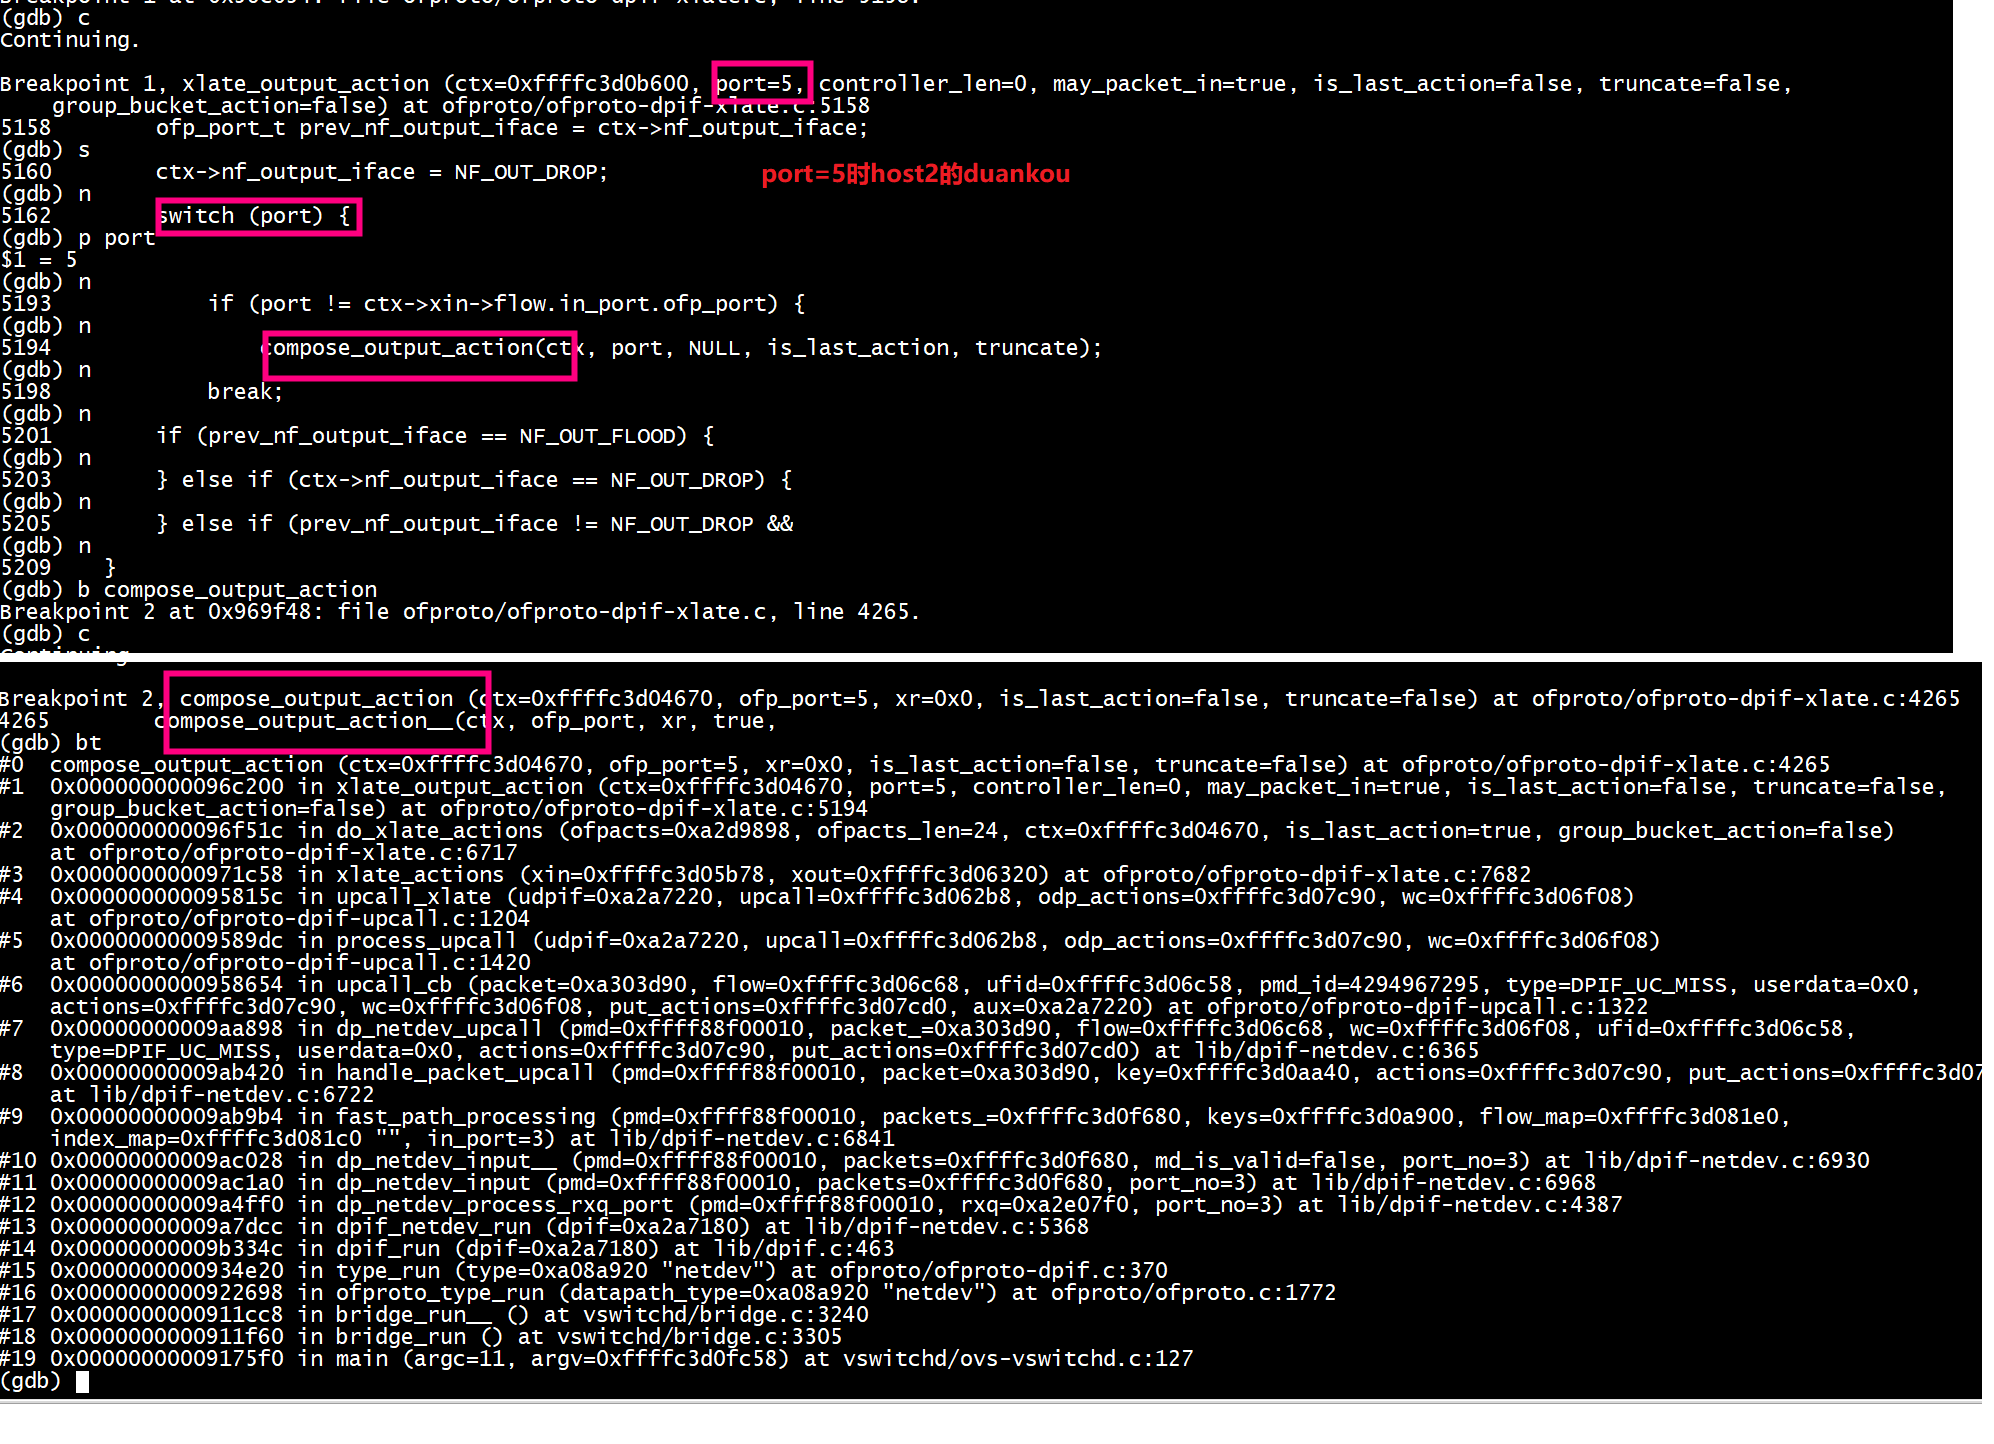 (gdb) c
Continuing.
Breakpoint 1, xlate_output_action (ctx=0xffffc3d0b600, port=5, controller_len=0, may_packet_in=true, is_last_action=false, truncate=false,
    group_bucket_action=false) at ofproto/ofproto-dpif-xlate.c:5158
5158        ofp_port_t prev_nf_output_iface = ctx->nf_output_iface;
(gdb) s
5160        ctx->nf_output_iface = NF_OUT_DROP;
port=5时host2的duankou
(gdb) n
5162        switch (port) {
(gdb) p port
$1 = 5
(gdb) n
5193            if (port != ctx->xin->flow.in_port.ofp_port) {
(gdb) n
5194                compose_output_action(ctx, port, NULL, is_last_action, truncate);
(gdb) n
5198            break;
(gdb) n
5201        if (prev_nf_output_iface == NF_OUT_FLOOD) {
(gdb) n
5203        } else if (ctx->nf_output_iface == NF_OUT_DROP) {
(gdb) n
5205        } else if (prev_nf_output_iface != NF_OUT_DROP &&
(gdb) n
5209    }
(gdb) b compose_output_action
Breakpoint 2 at 0x969f48: file ofproto/ofproto-dpif-xlate.c, line 4265.
(gdb) c
Continuing.
Breakpoint 2, compose_output_action (ctx=0xffffc3d04670, ofp_port=5, xr=0x0, is_last_action=false, truncate=false) at ofproto/ofproto-dpif-xlate.c:4265
4265        compose_output_action__(ctx, ofp_port, xr, true,
(gdb) bt
#0  compose_output_action (ctx=0xffffc3d04670, ofp_port=5, xr=0x0, is_last_action=false, truncate=false) at ofproto/ofproto-dpif-xlate.c:4265
#1  0x000000000096c200 in xlate_output_action (ctx=0xffffc3d04670, port=5, controller_len=0, may_packet_in=true, is_last_action=false, truncate=false,
    group_bucket_action=false) at ofproto/ofproto-dpif-xlate.c:5194
#2  0x000000000096f51c in do_xlate_actions (ofpacts=0xa2d9898, ofpacts_len=24, ctx=0xffffc3d04670, is_last_action=true, group_bucket_action=false)
    at ofproto/ofproto-dpif-xlate.c:6717
#3  0x0000000000971c58 in xlate_actions (xin=0xffffc3d05b78, xout=0xffffc3d06320) at ofproto/ofproto-dpif-xlate.c:7682
#4  0x000000000095815c in upcall_xlate (udpif=0xa2a7220, upcall=0xffffc3d062b8, odp_actions=0xffffc3d07c90, wc=0xffffc3d06f08)
    at ofproto/ofproto-dpif-upcall.c:1204
#5  0x00000000009589dc in process_upcall (udpif=0xa2a7220, upcall=0xffffc3d062b8, odp_actions=0xffffc3d07c90, wc=0xffffc3d06f08)
    at ofproto/ofproto-dpif-upcall.c:1420
#6  0x0000000000958654 in upcall_cb (packet=0xa303d90, flow=0xffffc3d06c68, ufid=0xffffc3d06c58, pmd_id=4294967295, type=DPIF_UC_MISS, userdata=0x0,
    actions=0xffffc3d07c90, wc=0xffffc3d06f08, put_actions=0xffffc3d07cd0, aux=0xa2a7220) at ofproto/ofproto-dpif-upcall.c:1322
#7  0x00000000009aa898 in dp_netdev_upcall (pmd=0xffff88f00010, packet_=0xa303d90, flow=0xffffc3d06c68, wc=0xffffc3d06f08, ufid=0xffffc3d06c58,
    type=DPIF_UC_MISS, userdata=0x0, actions=0xffffc3d07c90, put_actions=0xffffc3d07cd0) at lib/dpif-netdev.c:6365
#8  0x00000000009ab420 in handle_packet_upcall (pmd=0xffff88f00010, packet=0xa303d90, key=0xffffc3d0aa40, actions=0xffffc3d07c90, put_actions=0xffffc3d07
    at lib/dpif-netdev.c:6722
#9  0x00000000009ab9b4 in fast_path_processing (pmd=0xffff88f00010, packets_=0xffffc3d0f680, keys=0xffffc3d0a900, flow_map=0xffffc3d081e0,
    index_map=0xffffc3d081c0 "", in_port=3) at lib/dpif-netdev.c:6841
#10 0x00000000009ac028 in dp_netdev_input__ (pmd=0xffff88f00010, packets=0xffffc3d0f680, md_is_valid=false, port_no=3) at lib/dpif-netdev.c:6930
#11 0x00000000009ac1a0 in dp_netdev_input (pmd=0xffff88f00010, packets=0xffffc3d0f680, port_no=3) at lib/dpif-netdev.c:6968
#12 0x00000000009a4ff0 in dp_netdev_process_rxq_port (pmd=0xffff88f00010, rxq=0xa2e07f0, port_no=3) at lib/dpif-netdev.c:4387
#13 0x00000000009a7dcc in dpif_netdev_run (dpif=0xa2a7180) at lib/dpif-netdev.c:5368
#14 0x00000000009b334c in dpif_run (dpif=0xa2a7180) at lib/dpif.c:463
#15 0x0000000000934e20 in type_run (type=0xa08a920 "netdev") at ofproto/ofproto-dpif.c:370
#16 0x0000000000922698 in ofproto_type_run (datapath_type=0xa08a920 "netdev") at ofproto/ofproto.c:1772
#17 0x0000000000911cc8 in bridge_run__ () at vswitchd/bridge.c:3240
#18 0x0000000000911f60 in bridge_run () at vswitchd/bridge.c:3305
#19 0x00000000009175f0 in main (argc=11, argv=0xffffc3d0fc58) at vswitchd/ovs-vswitchd.c:127
(gdb)